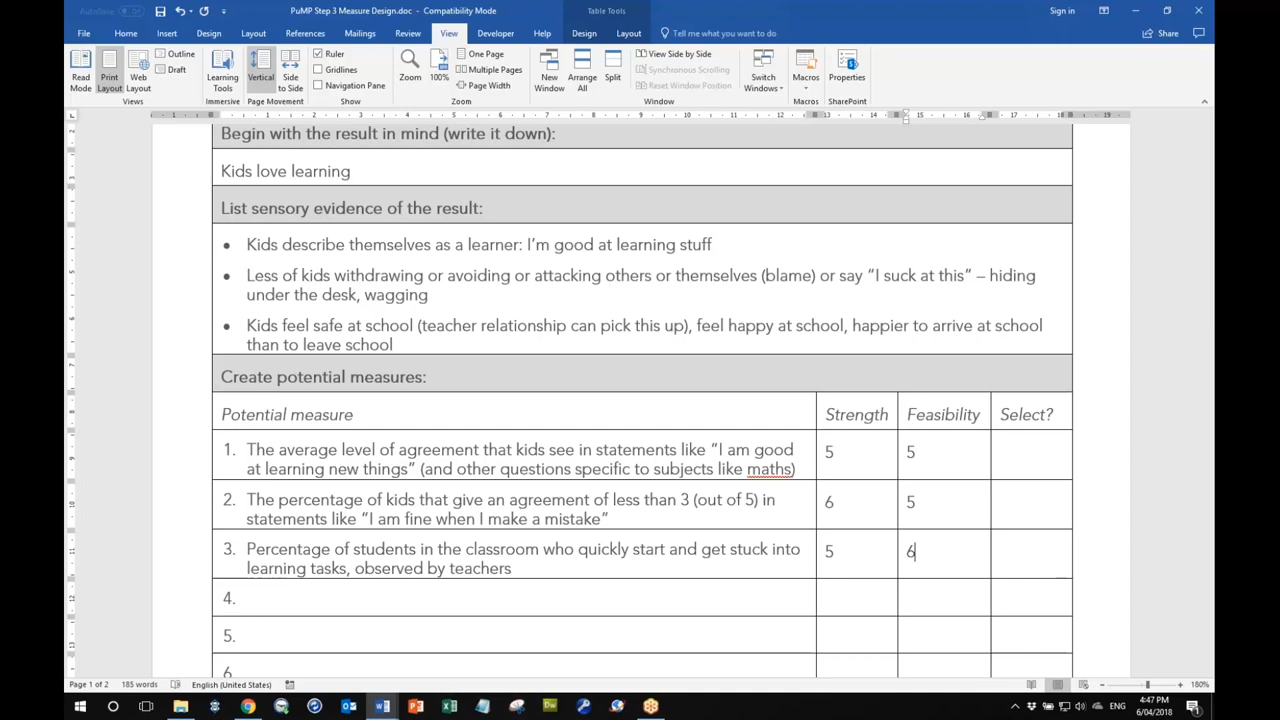 AutoSave Off
PuMP Step 3 Measure Design.doc - Compatibility Mode
Table Tools
Sign in
File Home Insert Design Layout References Mailings Review View Developer Help Design Layout Tell me what you want to do Share
Read Mode
Print Layout
Web Layout
Outline
Draft
Views
Learning Tools
Immersive
Vertical
Side to Side
Page Movement
Ruler
Gridlines
Navigation Pane
Show
Zoom
100%
One Page
Multiple Pages
Page Width
Zoom
New Window
Arrange All
Split
View Side by Side
Synchronous Scrolling
Reset Window Position
Window
Switch Windows
Macros
Macros
Properties
SharePoint
Begin with the result in mind (write it down):
Kids love learning
List sensory evidence of the result:
• Kids describe themselves as a learner: I'm good at learning stuff
• Less of kids withdrawing or avoiding or attacking others or themselves (blame) or say “I suck at this” – hiding
under the desk, wagging
• Kids feel safe at school (teacher relationship can pick this up), feel happy at school, happier to arrive at school
than to leave school
Create potential measures:
Potential measure Strength Feasibility Select?
1. The average level of agreement that kids see in statements like “I am good
at learning new things” (and other questions specific to subjects like maths) 5 5
2. The percentage of kids that give an agreement of less than 3 (out of 5) in
statements like “I am fine when I make a mistake” 6 5
3. Percentage of students in the classroom who quickly start and get stuck into
learning tasks, observed by teachers 5 6
4.
5.
6.
Page 1 of 2 185 words English (United States) 180%
ENG
4:47 PM
6/04/2018